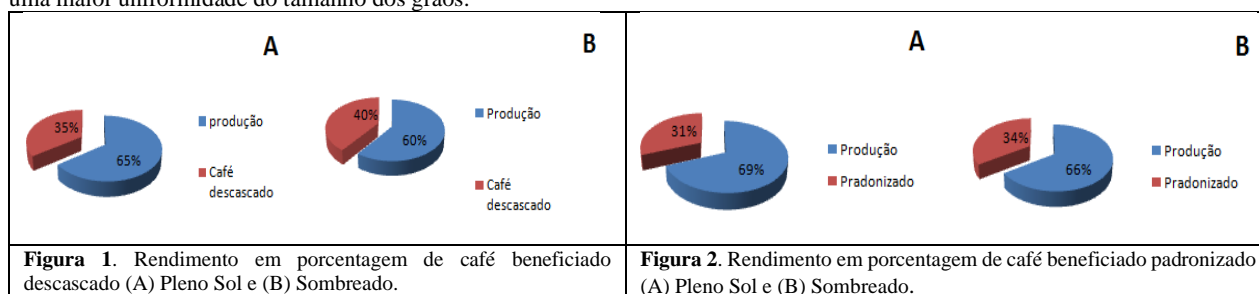 uma maior uniformidade do tamanho dos grãos.
A
35%
65%
produção
Café
descascado
B
40%
60%
Produção
Café
descascado
A
31%
69%
Produção
Pradonizado
B
34%
66%
Produção
Pradonizado
Figura 1. Rendimento em porcentagem de café beneficiado
descascado (A) Pleno Sol e (B) Sombreado.
Figura 2. Rendimento em porcentagem de café beneficiado padronizado
(A) Pleno Sol e (B) Sombreado.